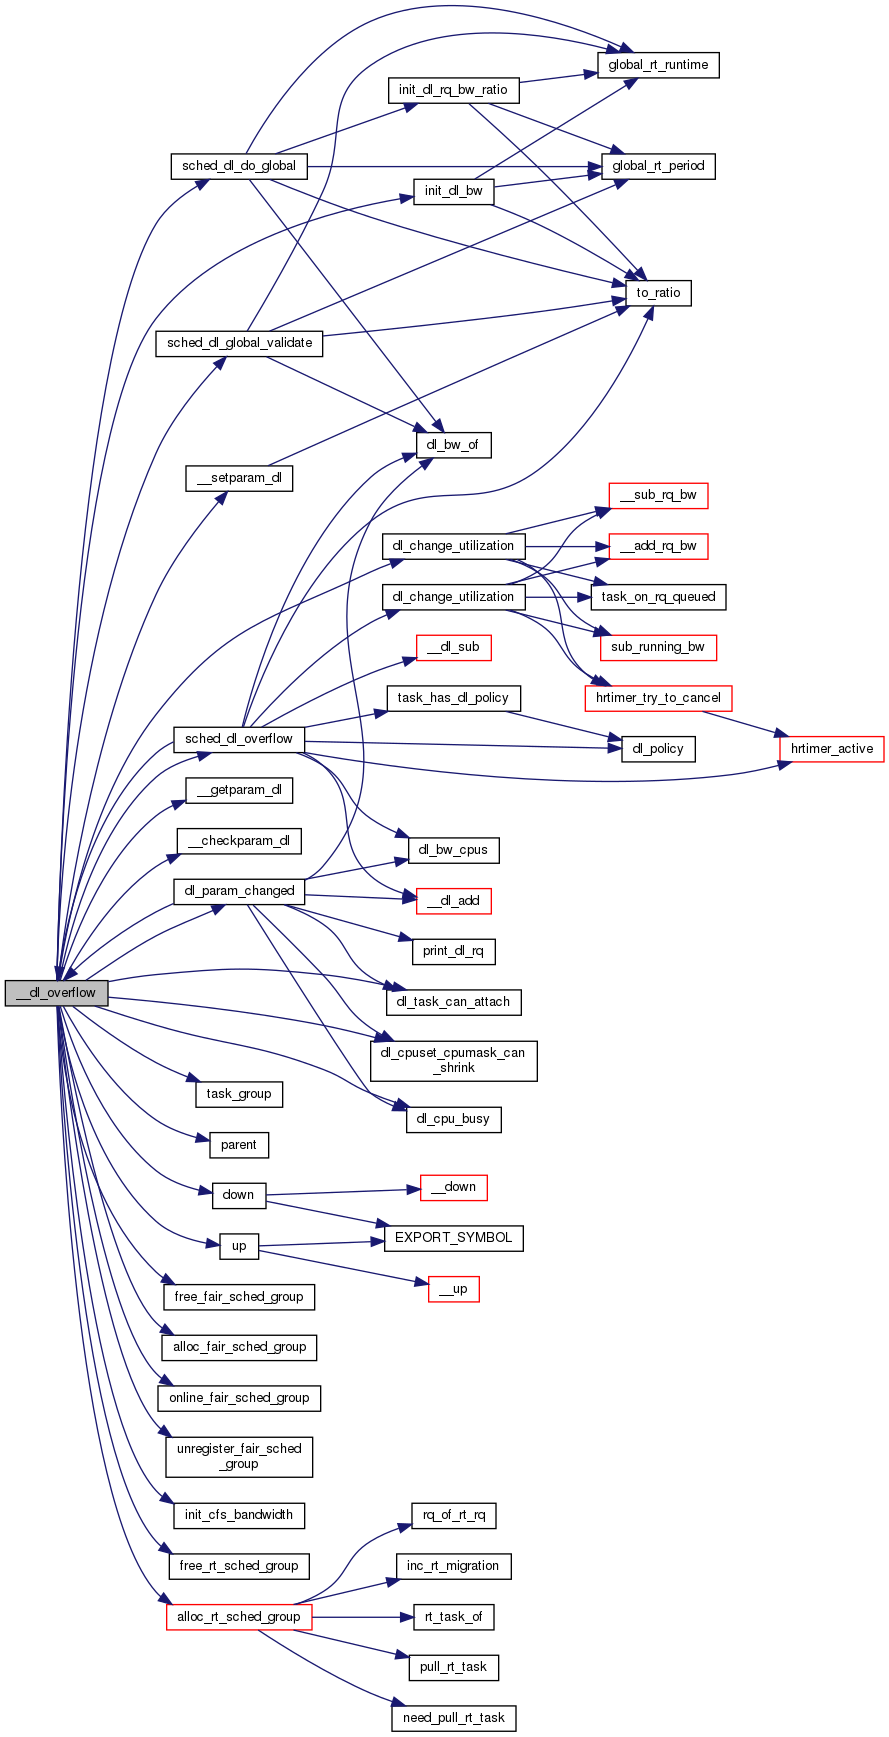 global_rt_runtime
init_dl_rq_bw_ratio
sched_dl_do_global
global_rt_period
init_dl_bw
to_ratio
sched_dl_global_validate
dl_bw_of
__setparam_dl
__sub_rq_bw
dl_change_utilization
__add_rq_bw
dl_change_utilization
task_on_rq_queued
__dl_sub
sub_running_bw
task_has_dl_policy
hrtimer_try_to_cancel
sched_dl_overflow
dl_policy
hrtimer_active
__getparam_dl
__checkparam_dl
dl_bw_cpus
dl_param_changed
__dl_add
print_dl_rq
__dl_overflow
dl_task_can_attach
dl_cpuset_cpumask_can
_shrink
task_group
dl_cpu_busy
parent
down
__down
up
EXPORT_SYMBOL
free_fair_sched_group
__up
alloc_fair_sched_group
online_fair_sched_group
unregister_fair_sched
_group
init_cfs_bandwidth
rq_of_rt_rq
free_rt_sched_group
inc_rt_migration
alloc_rt_sched_group
rt_task_of
pull_rt_task
need_pull_rt_task